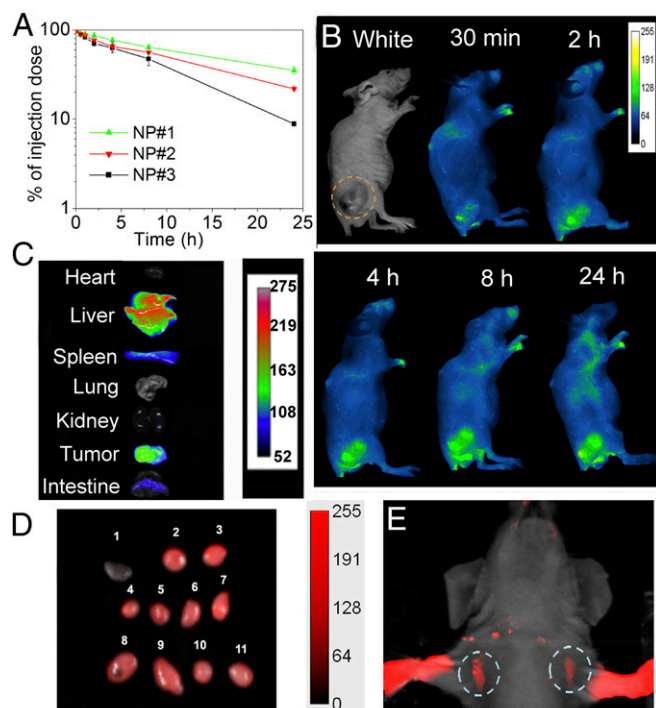 A
% of injection dose
100
10
1
NP#1
NP#2
NP#3
0 5 10 15 20 25
Time (h)
B
White 30 min 2 h
255
191
128
64
0
4 h 8 h 24 h
C
Heart
Liver
Spleen
Lung
Kidney
Tumor
Intestine
275
219
163
108
52
D
1 2 3
4 5 6 7
8 9 10 11
255
191
128
64
0
E